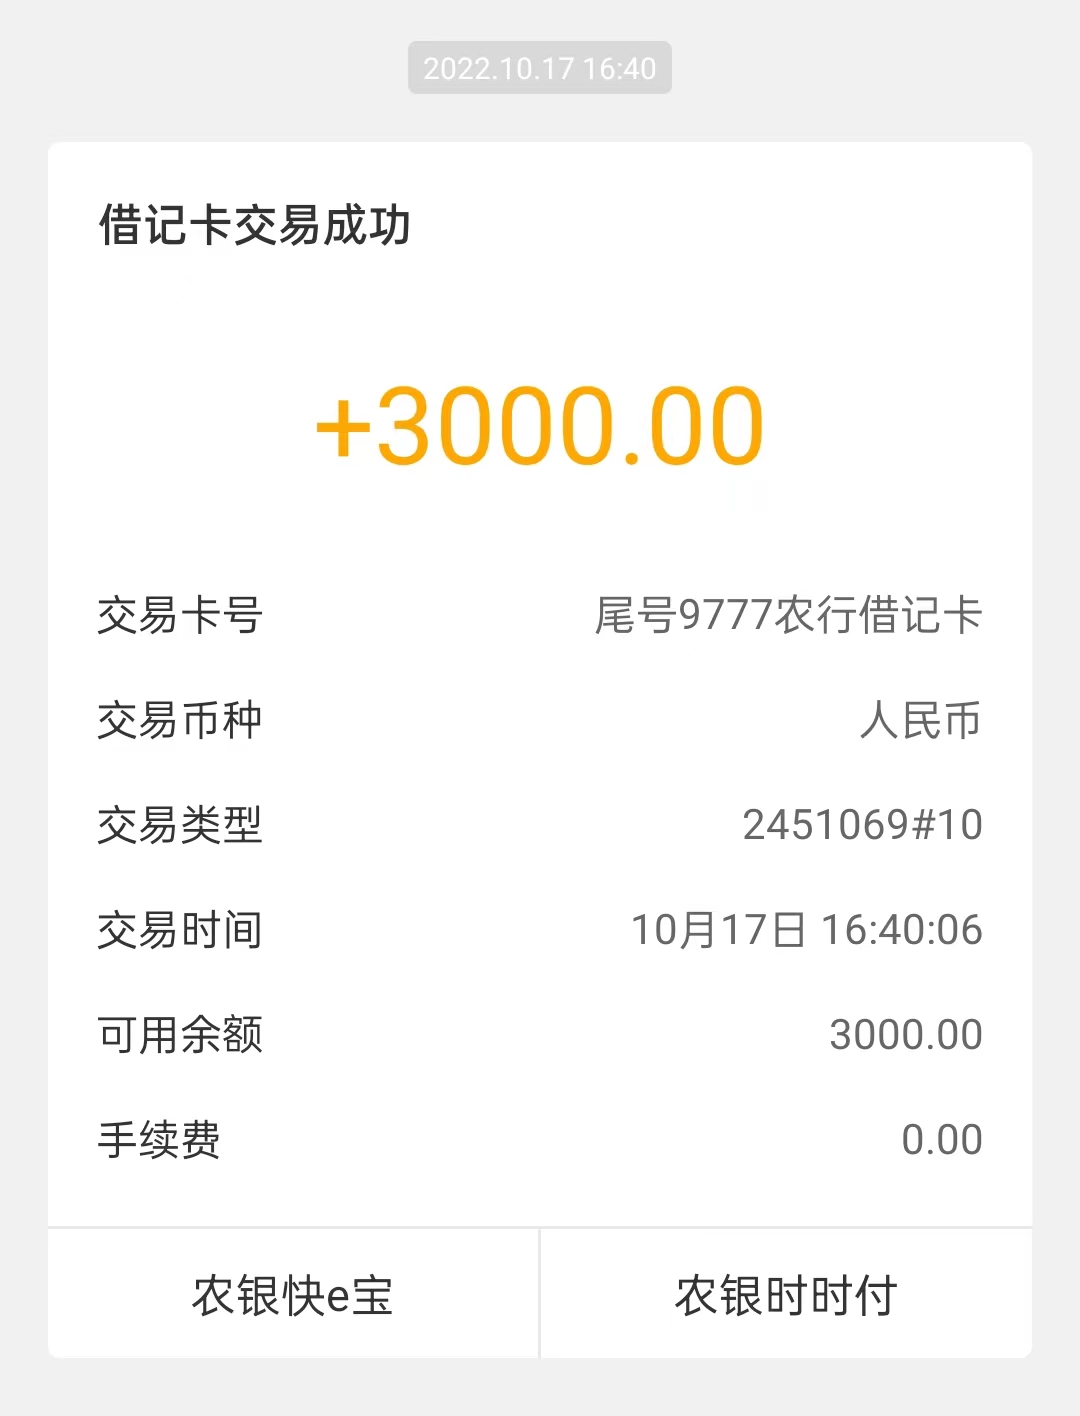 2022.10.17 16:40
借记卡交易成功
+3000.00
交易卡号 尾号9777农行借记卡
交易币种 人民币
交易类型 2451069#10
交易时间 10月17日 16:40:06
可用余额 3000.00
手续费 0.00
农银快e宝 农银时时付